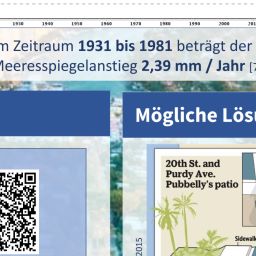 1930 1940 1950 1960 1970 1980 1990 2000
m Zeitraum 1931 bis 1981 beträgt der
Meeresspiegelanstieg 2,39 mm / Jahr [7
Mögliche Lösu
20th St. and
Purdy Ave.
Pubbelly's patio
Sidewalk
2015